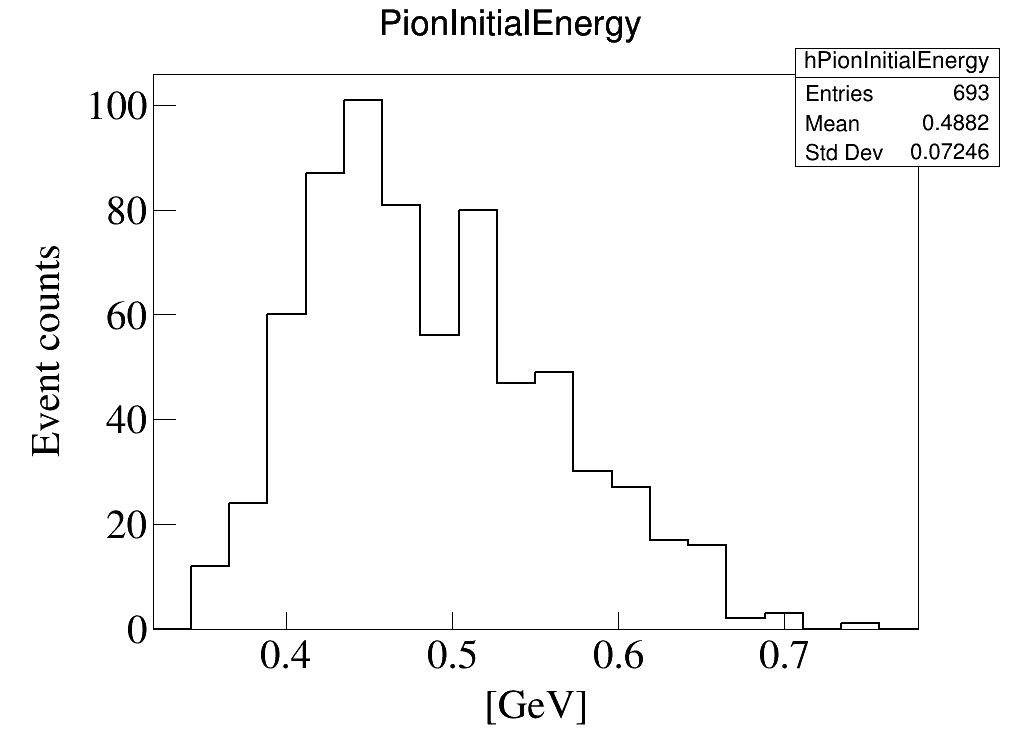 PionInitialEnergy
hPionInitialEnergy
Entries 693
Mean 0.4882
Std Dev 0.07246
100
80
60
40
20
0
Event counts
0.4 0.5 0.6 0.7
[GeV]